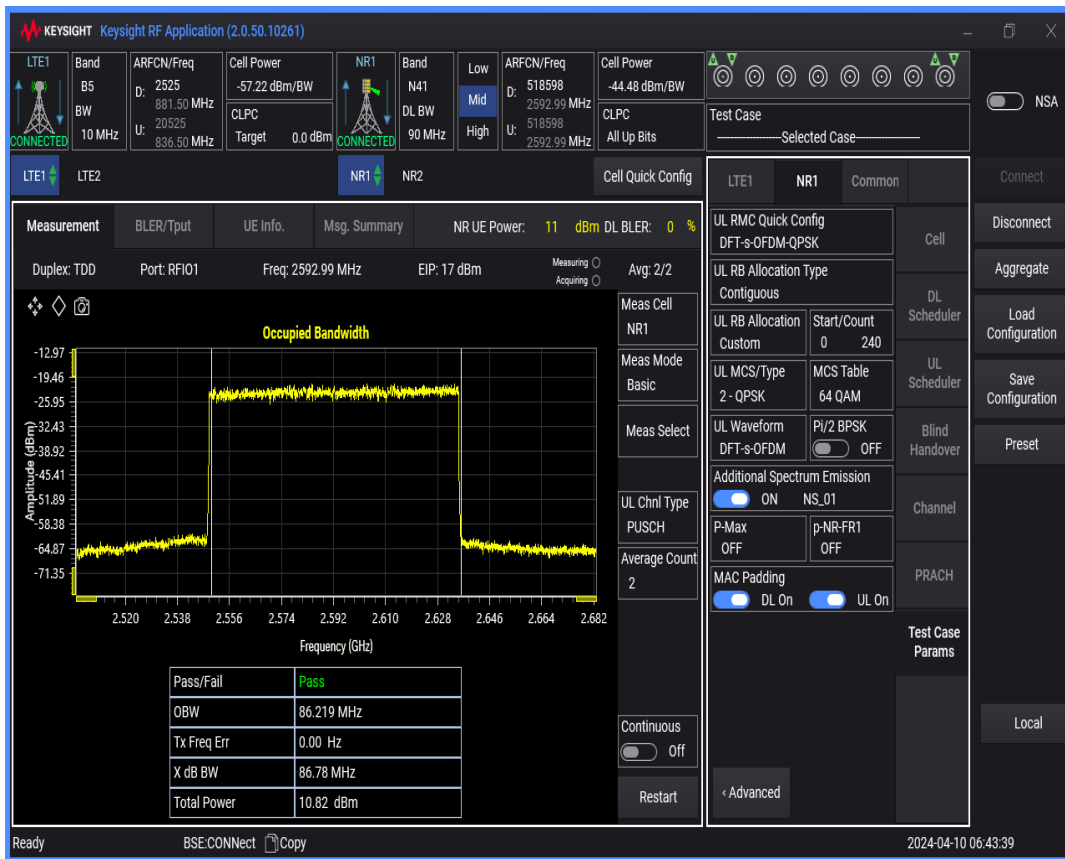 KEYSIGHT Keysight RF Application (2.0.50.10261)
LTE1 Band ARFCN/Freq Cell Power NR1 Band Low ARFCN/Freq Cell Power
B5 D: 2525 -57.22 dBm/BW N41 D: 518598 -44.48 dBm/BW
881.50 MHz Mid 2592.99 MHz NSA
BW CLPC DL BW CLPC Test Case
CONNECTED 10 MHz U: 20525 Target 0.0 dBm CONNECTED 90 MHz High U: 518598 All Up Bits ----Selected Case----
836.50 MHz 2592.99 MHz
LTE1 LTE2 NR1 NR2 Cell Quick Config LTE1 NR1 Common Connect
Measurement BLER/Tput UE Info. Msg. Summary NR UE Power: 11 dBm DL BLER: 0 %
Duplex: TDD Port: RFIO1 Freq: 2592.99 MHz EIP: 17 dBm Measuring Avg: 2/2
Acquiring
Occupied Bandwidth
Amplitude (dBm)
-12.97
-19.46
-25.95
-32.43
-38.92
-45.41
-51.89
-58.38
-64.87
-71.35
2.520 2.538 2.556 2.574 2.592 2.610 2.628 2.646 2.664 2.682
Frequency (GHz)
Pass/Fail Pass
OBW 86.219 MHz
Tx Freq Err 0.00 Hz
X dB BW 86.78 MHz
Total Power 10.82 dBm
Meas Cell
NR1
Meas Mode
Basic
Meas Select
UL Chnl Type
PUSCH
Average Count
2
Continuous
Off
Restart
UL RMC Quick Config
DFT-s-OFDM-QPSK
UL RB Allocation Type
Contiguous
UL RB Allocation Start/Count
Custom 0 240
UL MCS/Type MCS Table
2 - QPSK 64 QAM
UL Waveform Pi/2 BPSK
DFT-s-OFDM OFF
Additional Spectrum Emission
ON NS_01
P-Max p-NR-FR1
OFF OFF
MAC Padding
DL On UL On
‹ Advanced
Cell
DL
Scheduler
UL
Scheduler
Blind
Handover
Channel
PRACH
Test Case
Params
Disconnect
Aggregate
Load
Configuration
Save
Configuration
Preset
Local
Ready BSE:CONNect Copy 2024-04-10 06:43:39